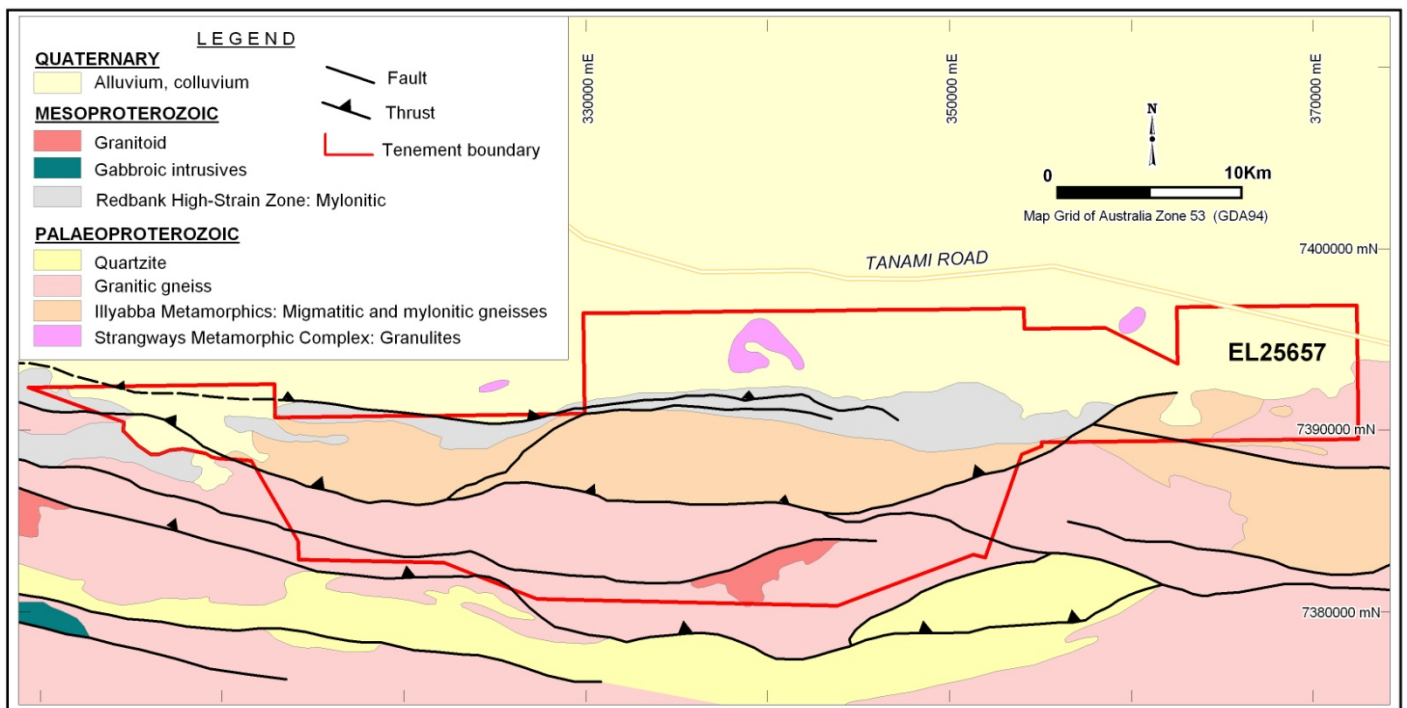 L E G E N D
QUATERNARY
Alluvium, colluvium
MESOPROTEROZOIC
Granitoid
Gabbroic intrusives
Redbank High-Strain Zone: Mylonitic
PALAEOPROTEROZOIC
Quartzite
Granitic gneiss
Illyabba Metamorphics: Migmatitic and mylonitic gneisses
Strangways Metamorphic Complex: Granulites
Fault
Thrust
Tenement boundary
330000 mE
350000 mE
370000 mE
N
0 10Km
Map Grid of Australia Zone 53 (GDA94)
7400000 mN
TANAMI ROAD
EL25657
7390000 mN
7380000 mN